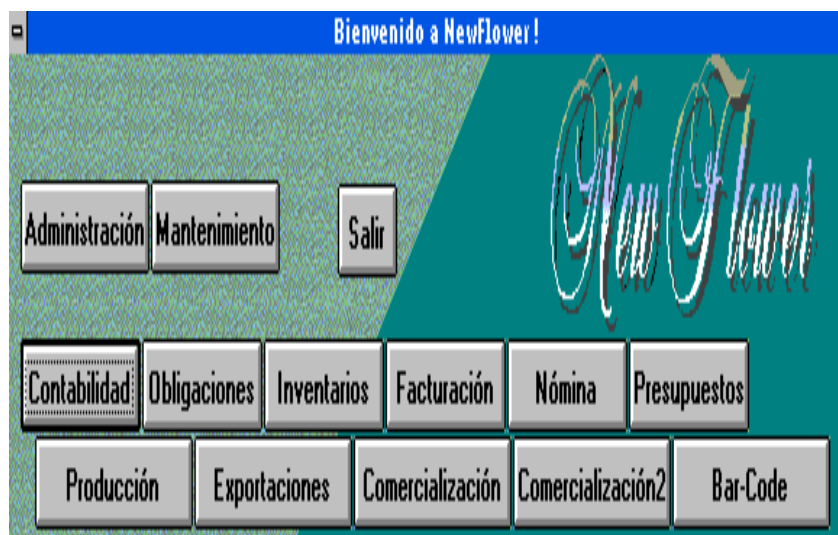 Bienvenido a NewFlower!
New Flower
Administración Mantenimiento Salir
Contabilidad Obligaciones Inventarios Facturación Nómina Presupuestos
Producción Exportaciones Comercialización Comercialización2 Bar-Code